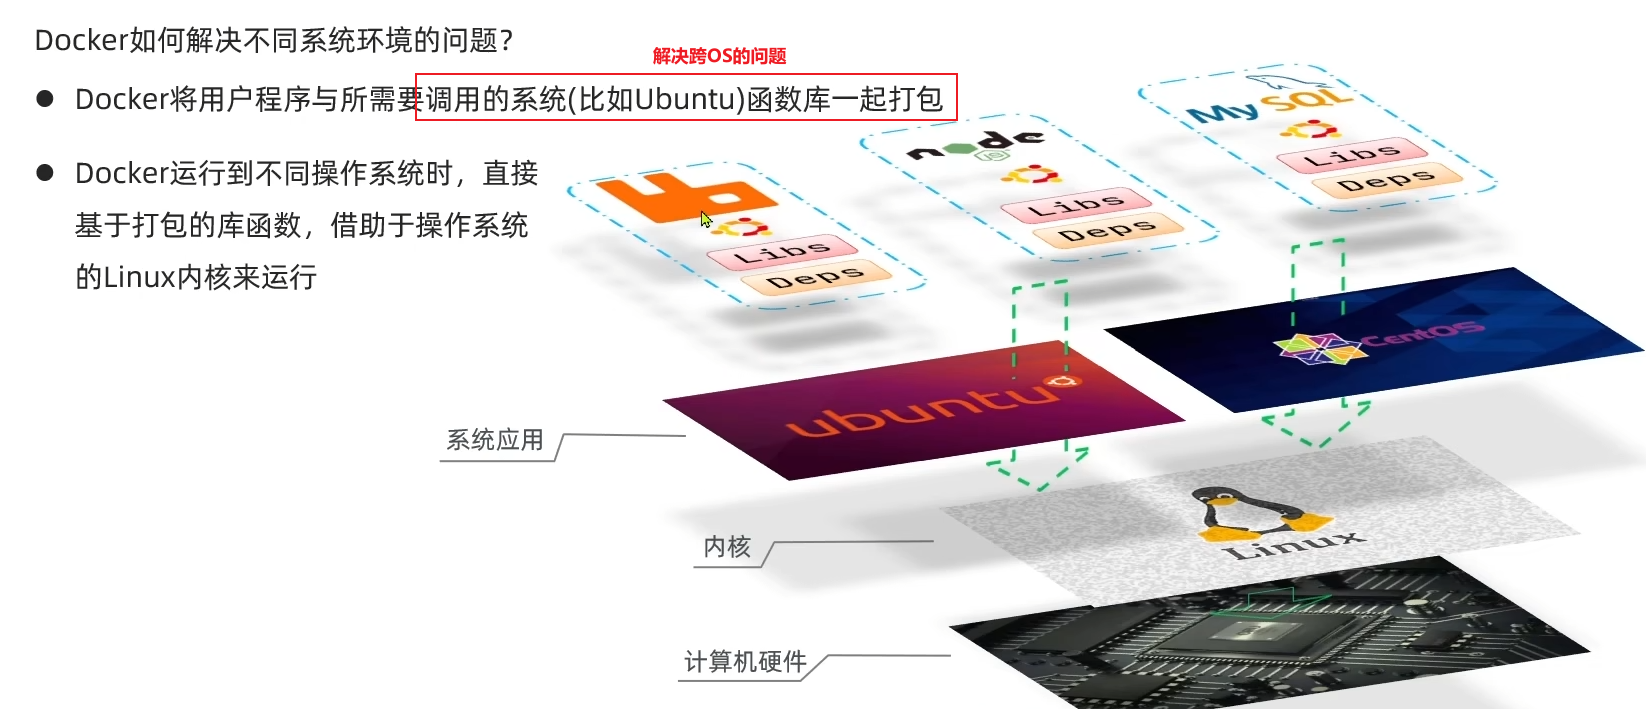 Docker如何解决不同系统环境的问题？
解决跨OS的问题
Docker将用户程序与所需要调用的系统(比如Ubuntu)函数库一起打包
Docker运行到不同操作系统时，直接
基于打包的库函数，借助于操作系统
的Linux内核来运行
MySQL
Libs
Deps
node
JS
Libs
Deps
Libs
Deps
CentOS
ubuntu
系统应用
内核
Linux
计算机硬件